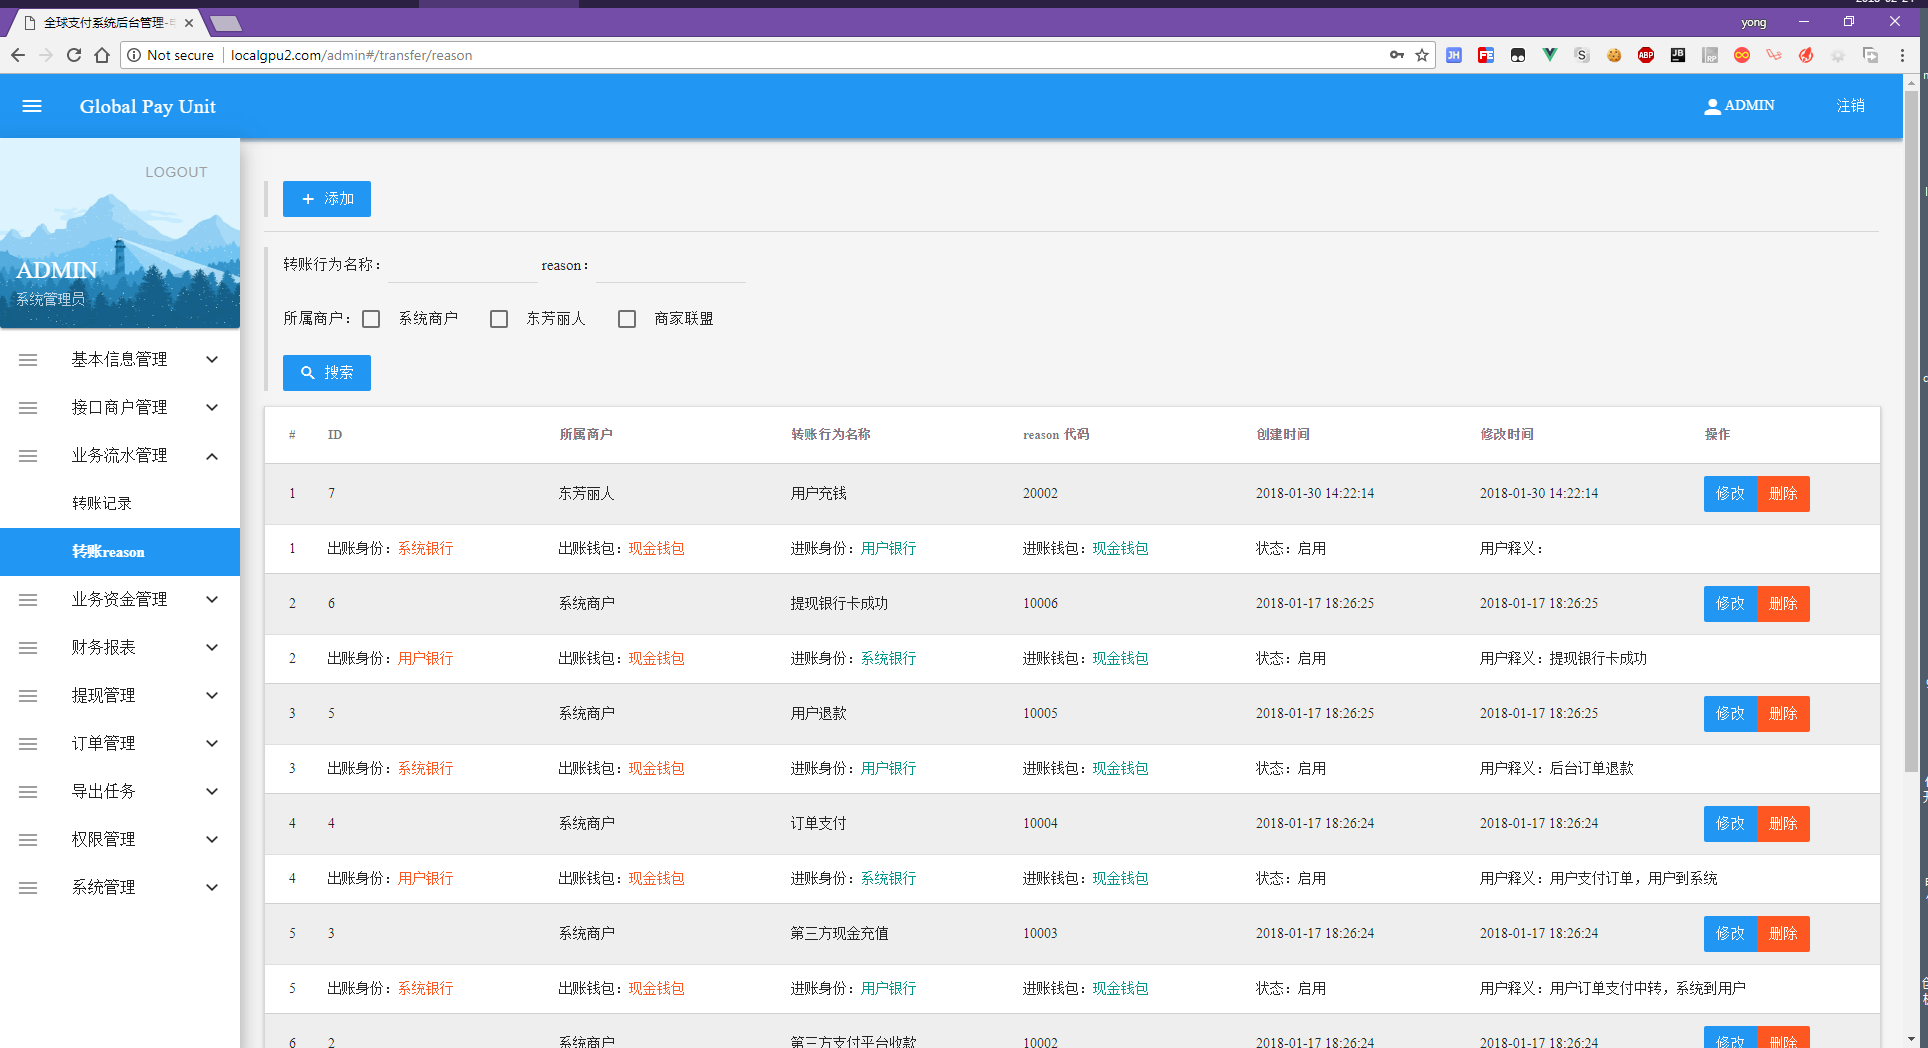 全球支付系统后台管理-
yong
Not secure localgpu2.com/admin#/transfer/reason
Global Pay Unit
ADMIN
注销
LOGOUT
ADMIN
系统管理员
基本信息管理
接口商户管理
业务流水管理
转账记录
转账reason
业务资金管理
财务报表
提现管理
订单管理
导出任务
权限管理
系统管理
添加
转账行为名称： reason：
所属商户： 系统商户 东芳丽人 商家联盟
搜索
# ID 所属商户 转账行为名称 reason 代码 创建时间 修改时间 操作
1 7 东芳丽人 用户充钱 20002 2018-01-30 14:22:14 2018-01-30 14:22:14 修改 删除
1 出账身份：系统银行 出账钱包：现金钱包 进账身份：用户银行 进账钱包：现金钱包 状态：启用 用户释义：
2 6 系统商户 提现银行卡成功 10006 2018-01-17 18:26:25 2018-01-17 18:26:25 修改 删除
2 出账身份：用户银行 出账钱包：现金钱包 进账身份：系统银行 进账钱包：现金钱包 状态：启用 用户释义：提现银行卡成功
3 5 系统商户 用户退款 10005 2018-01-17 18:26:25 2018-01-17 18:26:25 修改 删除
3 出账身份：系统银行 出账钱包：现金钱包 进账身份：用户银行 进账钱包：现金钱包 状态：启用 用户释义：后台订单退款
4 4 系统商户 订单支付 10004 2018-01-17 18:26:24 2018-01-17 18:26:24 修改 删除
4 出账身份：用户银行 出账钱包：现金钱包 进账身份：系统银行 进账钱包：现金钱包 状态：启用 用户释义：用户支付订单，用户到系统
5 3 系统商户 第三方现金充值 10003 2018-01-17 18:26:24 2018-01-17 18:26:24 修改 删除
5 出账身份：系统银行 出账钱包：现金钱包 进账身份：用户银行 进账钱包：现金钱包 状态：启用 用户释义：用户订单支付中转，系统到用户
6 2 系统商户 第三方支付平台收款 10002 2018-01-17 18:26:24 2018-01-17 18:26:24 修改 删除